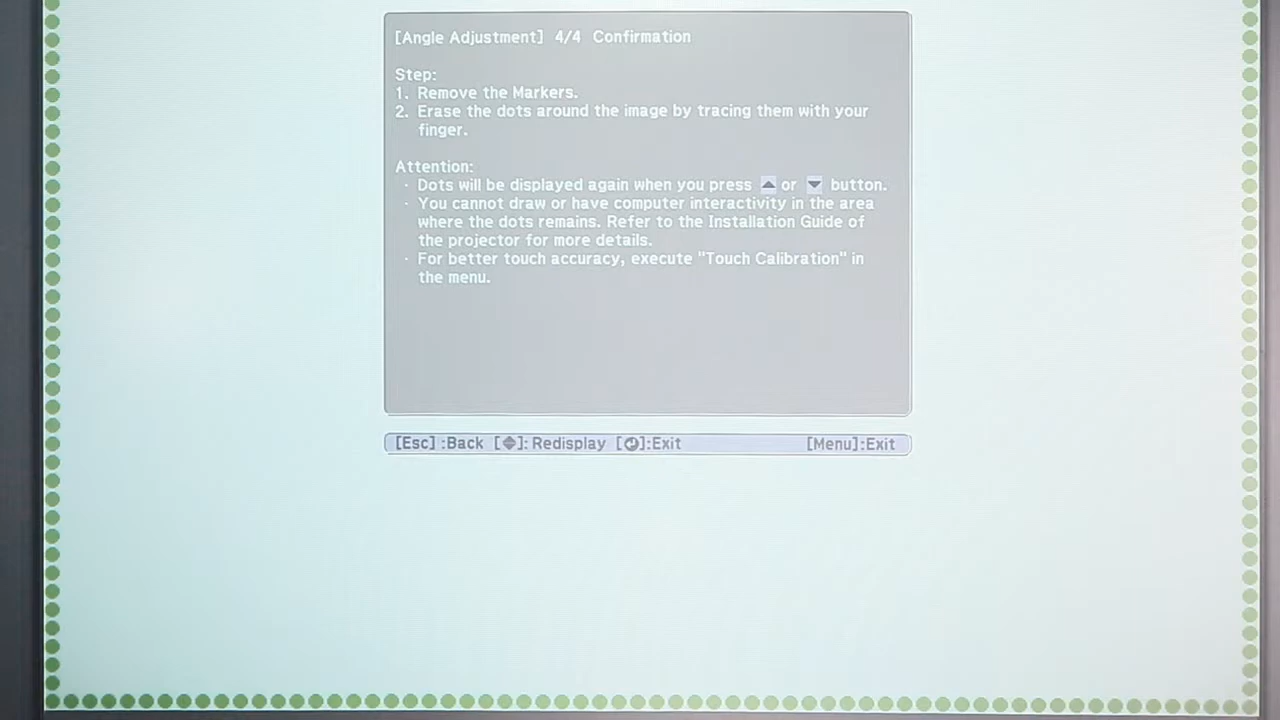 [Angle Adjustment] 4/4 Confirmation
Step:
1. Remove the Markers.
2. Erase the dots around the image by tracing them with your
finger.
Attention:
· Dots will be displayed again when you press ▲ or ▼ button.
· You cannot draw or have computer interactivity in the area
where the dots remains. Refer to the Installation Guide of
the projector for more details.
· For better touch accuracy, execute "Touch Calibration" in
the menu.
[Esc] :Back [◆]: Redisplay [⏎]:Exit [Menu]:Exit